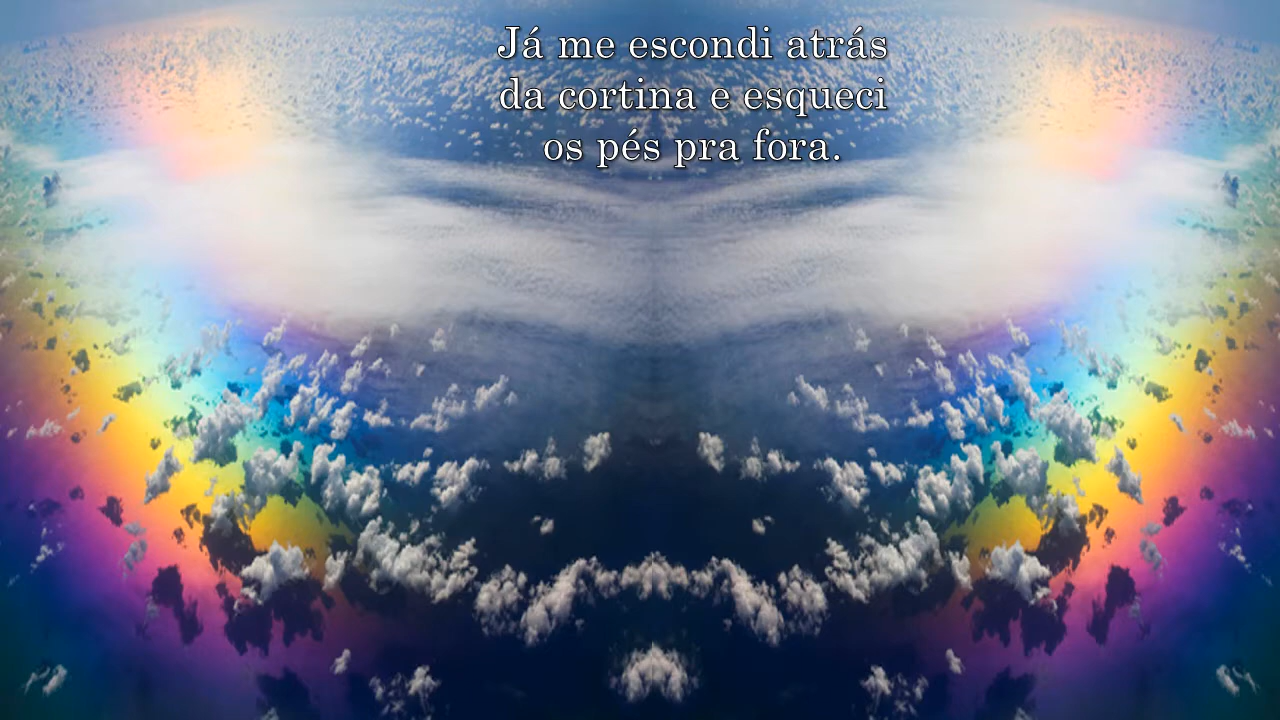 Já me escondi atrás
da cortina e esqueci
os pés pra fora.